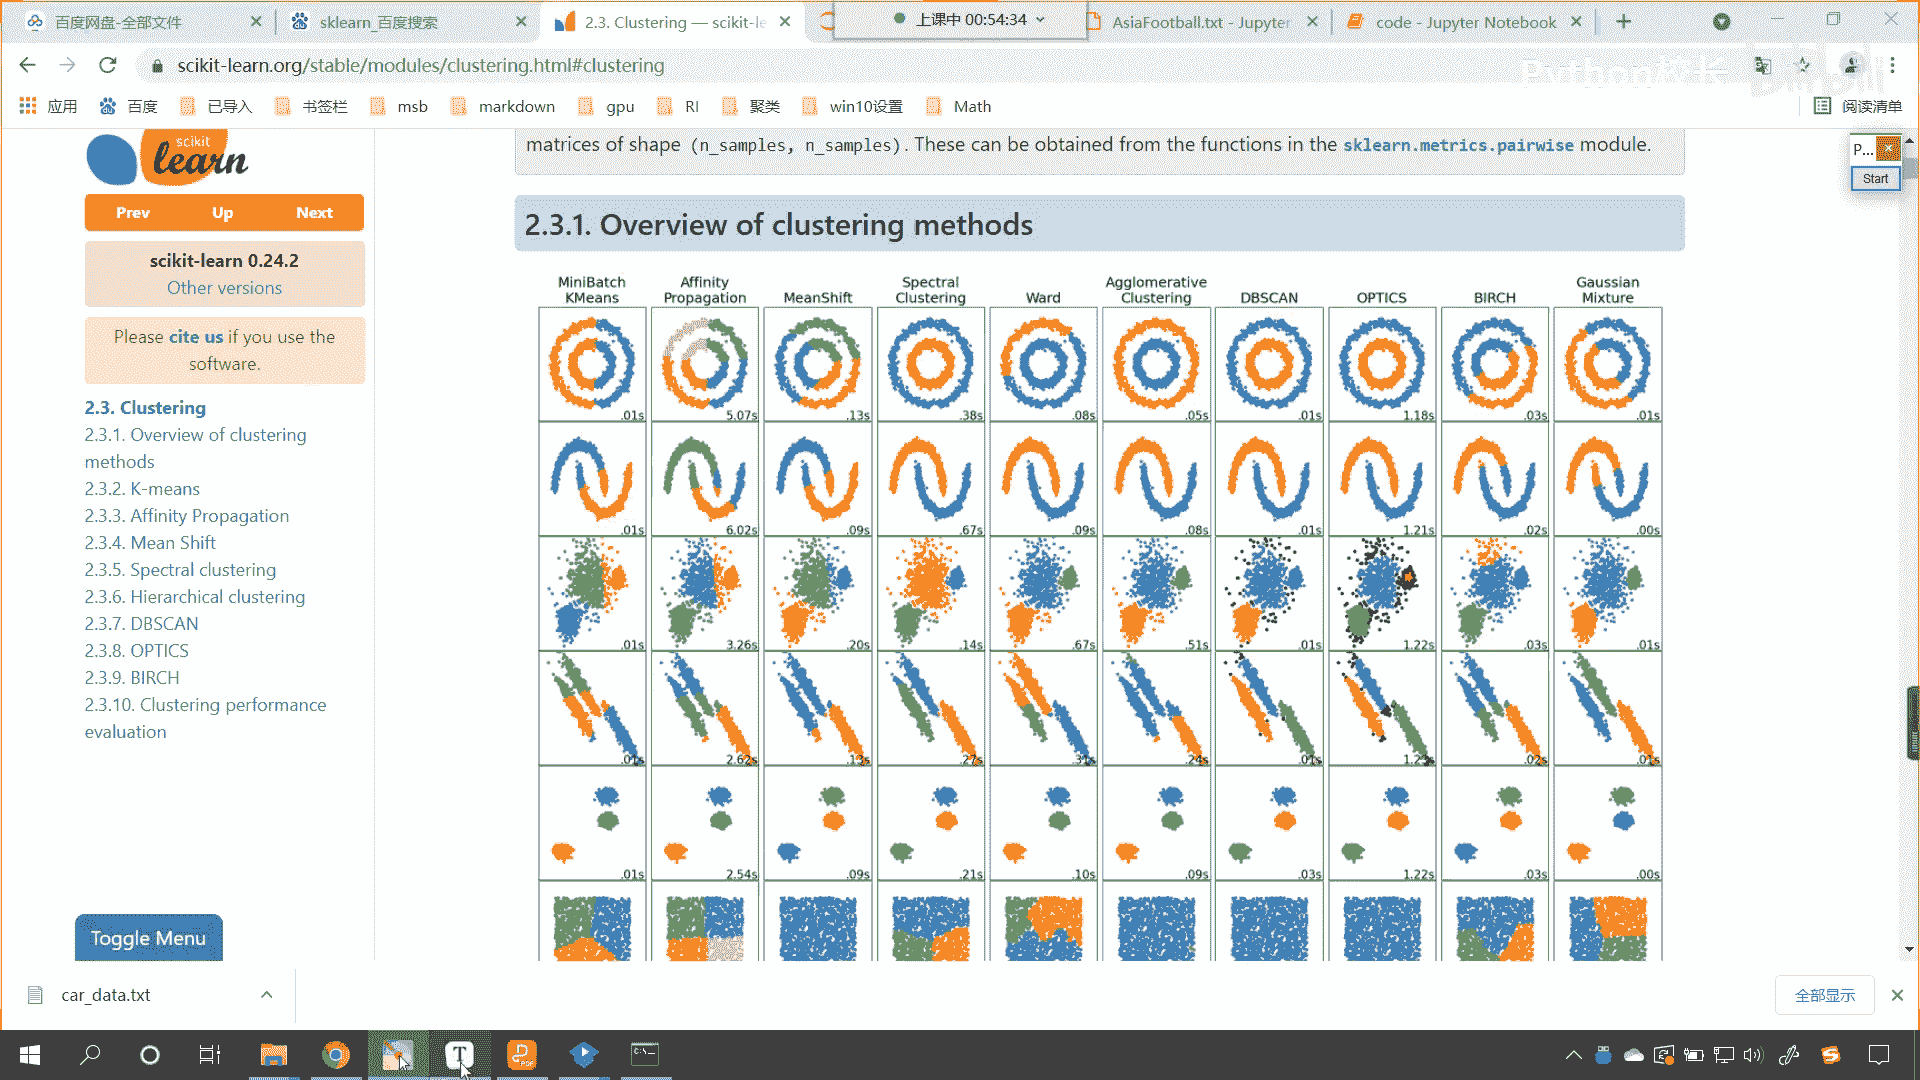 百度网盘-全部文件
sklearn_百度搜索
2.3. Clustering — scikit-le
上课中 00:54:34
AsiaFootball.txt - Jupyter
code - Jupyter Notebook
scikit-learn.org/stable/modules/clustering.html#clustering
Python校长
bilibili
应用
百度
已导入
书签栏
msb
markdown
gpu
RI
聚类
win10设置
Math
阅读清单
scikit
learn
Prev Up Next
scikit-learn 0.24.2
Other versions
Please cite us if you use the
software.
2.3. Clustering
2.3.1. Overview of clustering
methods
2.3.2. K-means
2.3.3. Affinity Propagation
2.3.4. Mean Shift
2.3.5. Spectral clustering
2.3.6. Hierarchical clustering
2.3.7. DBSCAN
2.3.8. OPTICS
2.3.9. BIRCH
2.3.10. Clustering performance
evaluation
Toggle Menu
matrices of shape (n_samples, n_samples). These can be obtained from the functions in the sklearn.metrics.pairwise module.
P...
Start
2.3.1. Overview of clustering methods
MiniBatch
KMeans
Affinity
Propagation
MeanShift
Spectral
Clustering
Ward
Agglomerative
Clustering
DBSCAN
OPTICS
BIRCH
Gaussian
Mixture
.01s 5.07s .13s .38s .08s .05s .01s 1.18s .03s .01s
.01s 6.02s .09s .67s .09s .08s .01s 1.21s .02s .00s
.01s 3.26s .20s .14s .67s .51s .01s 1.22s .03s .01s
.01s 2.62s .13s .27s .31s .24s .01s 1.23s .02s .01s
.01s 2.54s .09s .21s .10s .09s .03s 1.22s .03s .00s
car_data.txt
全部显示